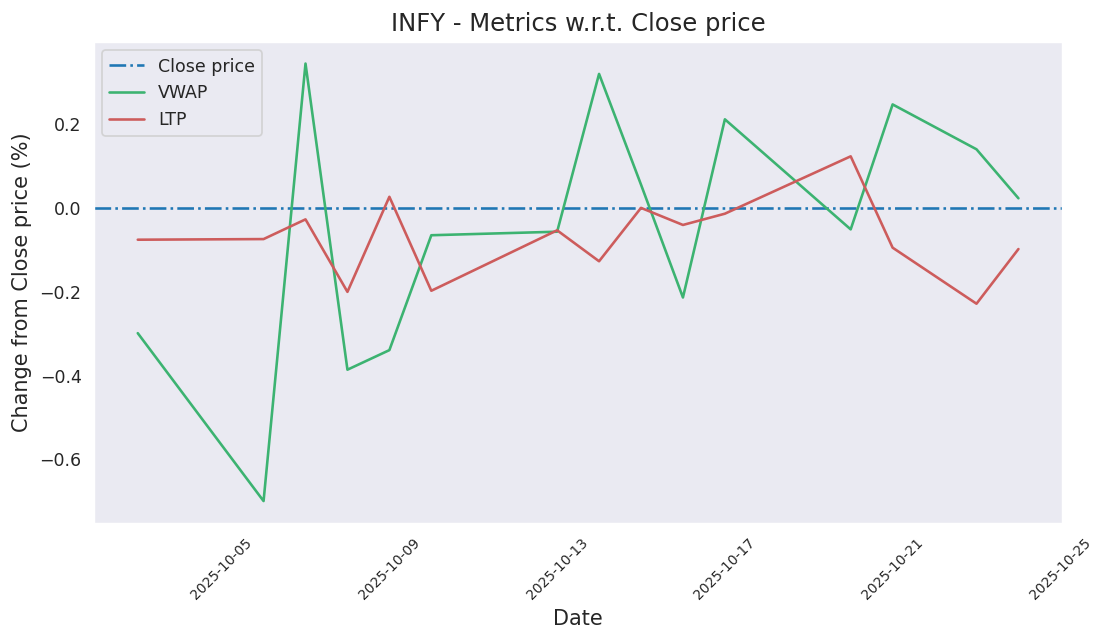 INFY - Metrics w.r.t. Close price
Close price
VWAP
LTP
Change from Close price (%)
0.2
0.0
−0.2
−0.4
−0.6
2025-10-05
2025-10-09
2025-10-13
2025-10-17
2025-10-21
2025-10-25
Date